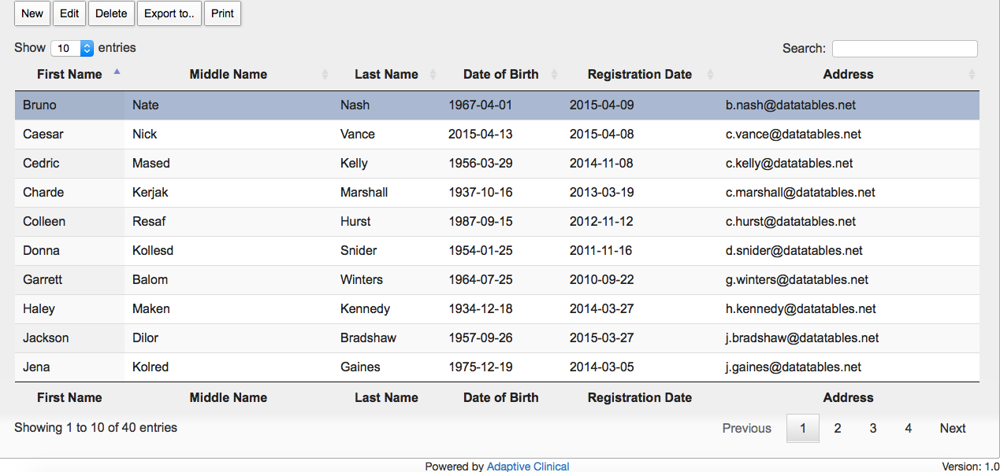 New Edit Delete Export to.. Print
Show 10 entries Search:
First Name Middle Name Last Name Date of Birth Registration Date Address
Bruno Nate Nash 1967-04-01 2015-04-09 b.nash@datatables.net
Caesar Nick Vance 2015-04-13 2015-04-08 c.vance@datatables.net
Cedric Mased Kelly 1956-03-29 2014-11-08 c.kelly@datatables.net
Charde Kerjak Marshall 1937-10-16 2013-03-19 c.marshall@datatables.net
Colleen Resaf Hurst 1987-09-15 2012-11-12 c.hurst@datatables.net
Donna Kollesd Snider 1954-01-25 2011-11-16 d.snider@datatables.net
Garrett Balom Winters 1964-07-25 2010-09-22 g.winters@datatables.net
Haley Maken Kennedy 1934-12-18 2014-03-27 h.kennedy@datatables.net
Jackson Dilor Bradshaw 1957-09-26 2015-03-27 j.bradshaw@datatables.net
Jena Kolred Gaines 1975-12-19 2014-03-05 j.gaines@datatables.net
First Name Middle Name Last Name Date of Birth Registration Date Address
Showing 1 to 10 of 40 entries Previous 1 2 3 4 Next
Powered by Adaptive Clinical Version: 1.0